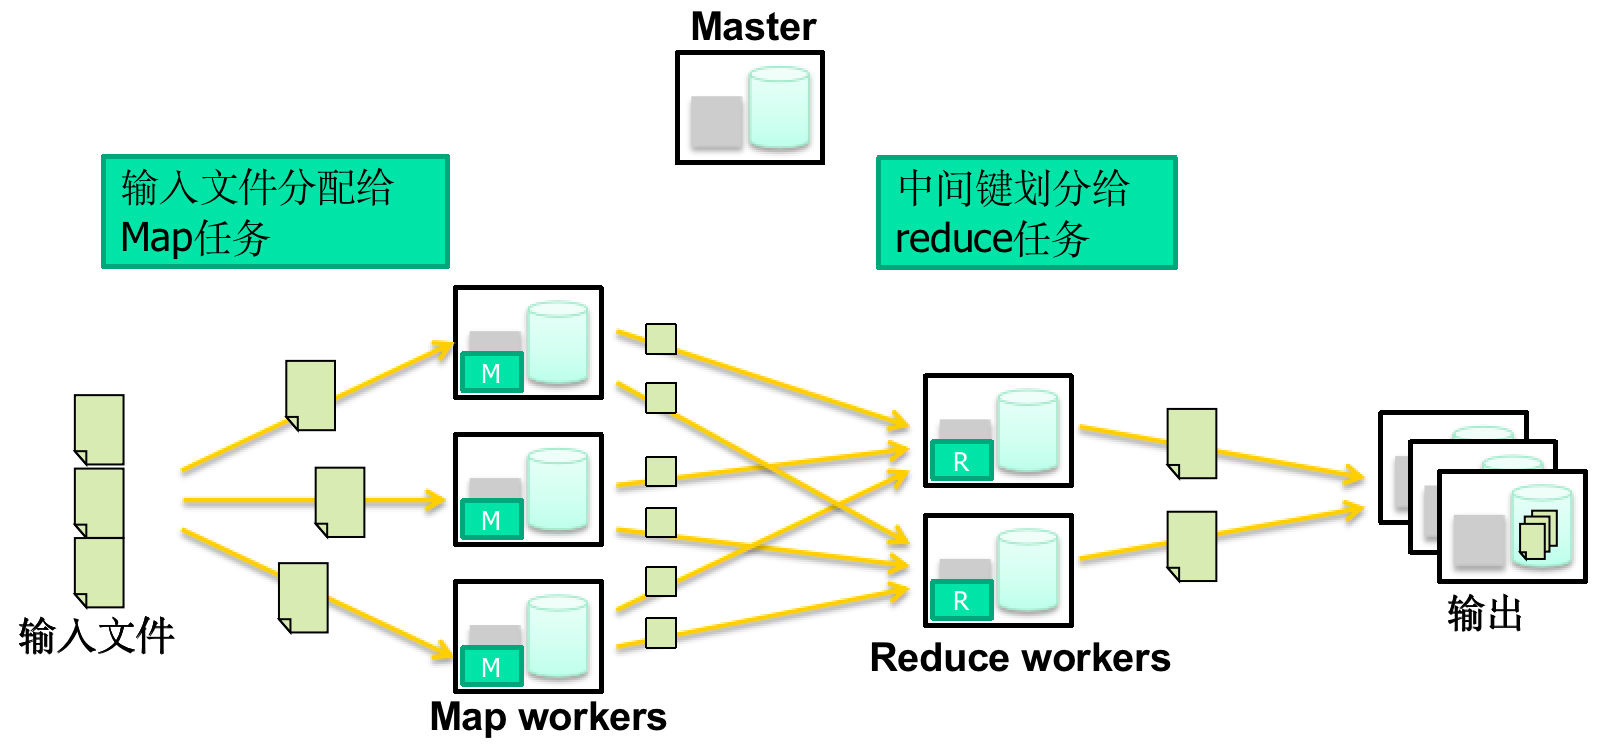 Master
输入文件分配给
Map任务
中间键划分给
reduce任务
M
M
M
R
R
输入文件
Map workers
Reduce workers
输出